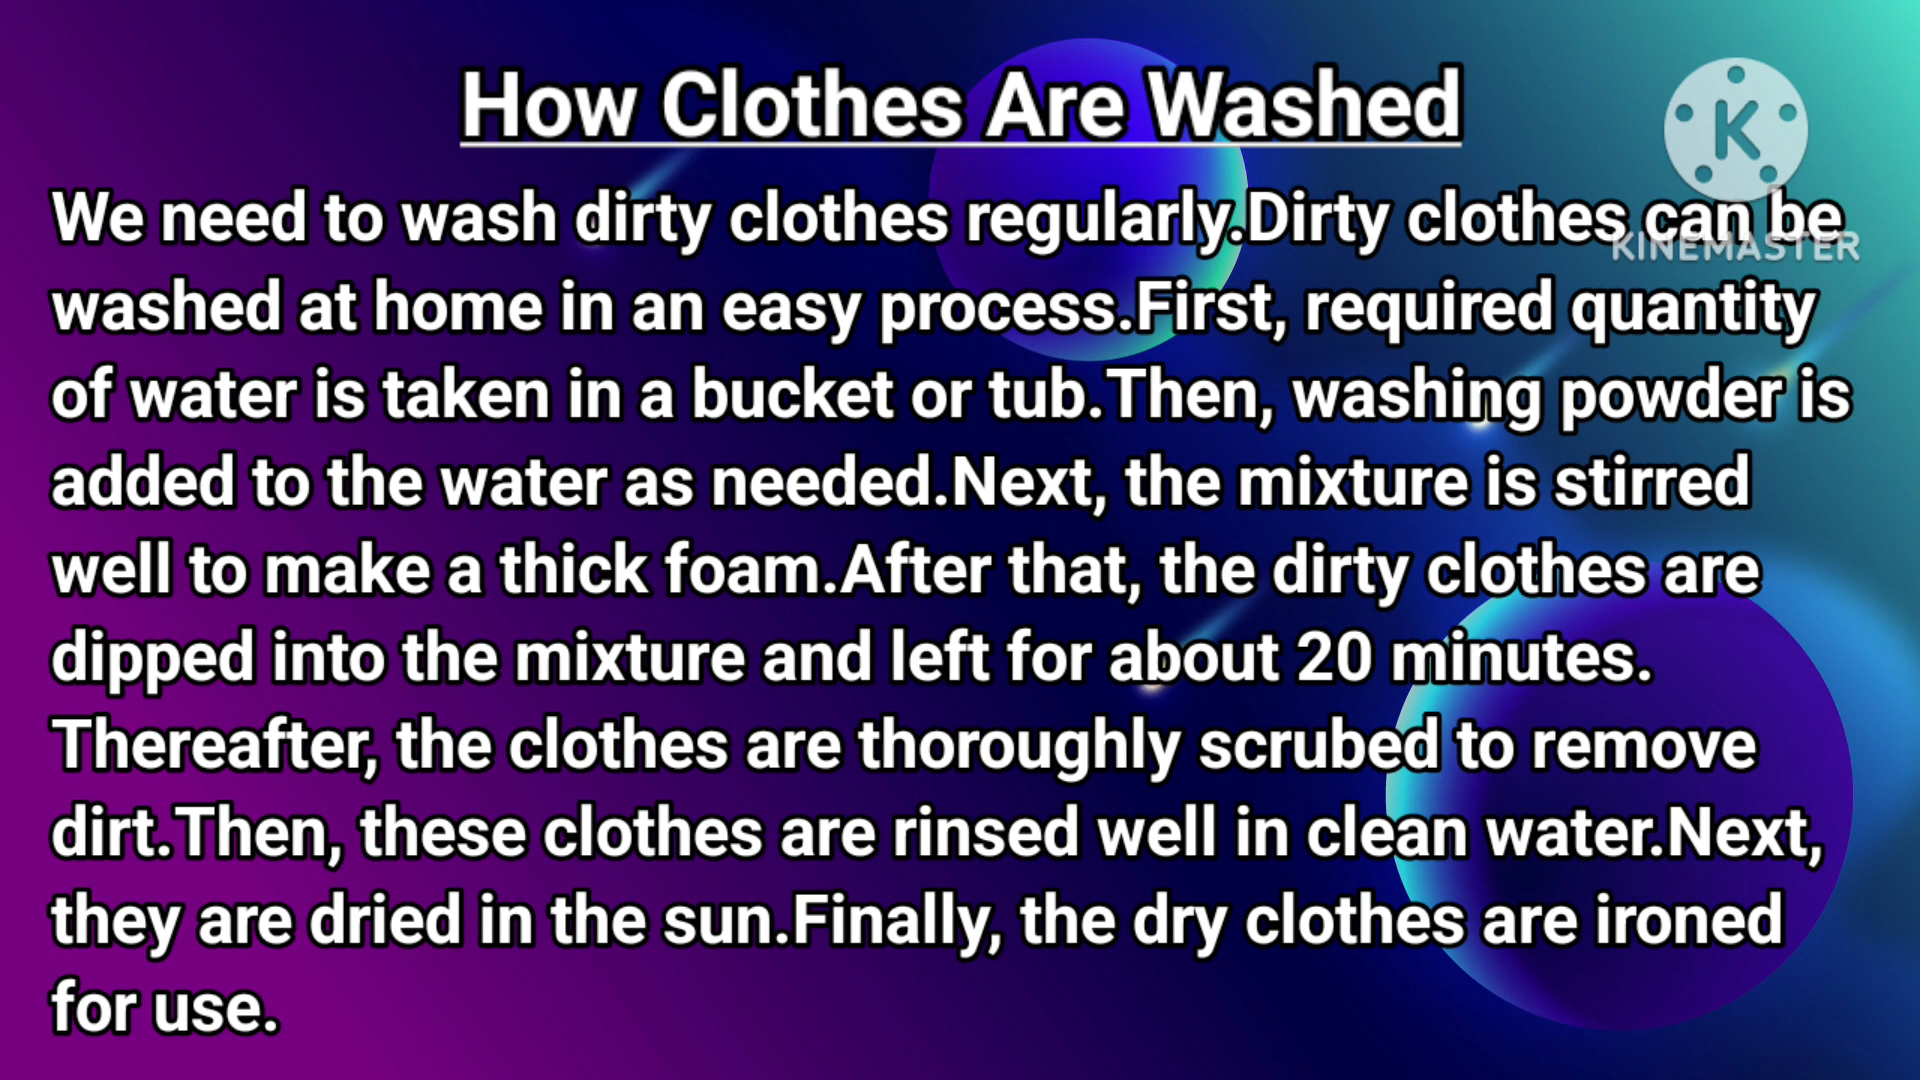 How Clothes Are Washed
K
KINEMASTER
We need to wash dirty clothes regularly.Dirty clothes can be
washed at home in an easy process.First, required quantity
of water is taken in a bucket or tub.Then, washing powder is
added to the water as needed.Next, the mixture is stirred
well to make a thick foam.After that, the dirty clothes are
dipped into the mixture and left for about 20 minutes.
Thereafter, the clothes are thoroughly scrubed to remove
dirt.Then, these clothes are rinsed well in clean water.Next,
they are dried in the sun.Finally, the dry clothes are ironed
for use.